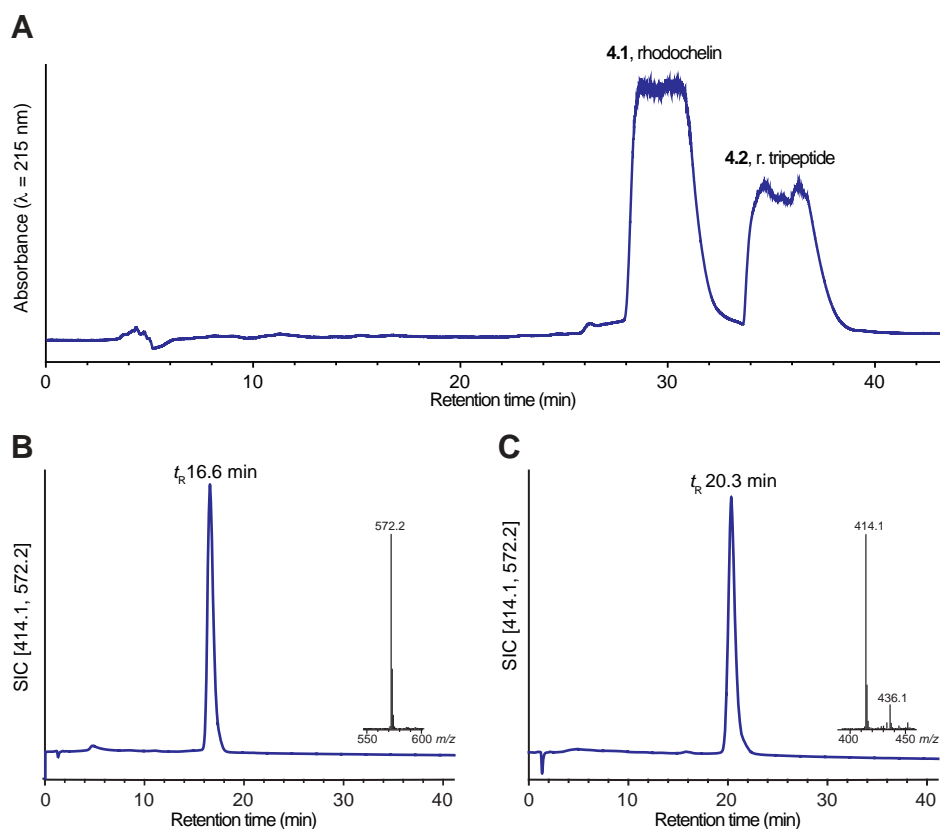 A
4.1, rhodochelin
4.2, r. tripeptide
Absorbance (λ = 215 nm)
0 10 20 30 40
Retention time (min)
B
tR 16.6 min
572.2
SIC [414.1, 572.2]
550 600 m/z
0 10 20 30 40
Retention time (min)
C
tR 20.3 min
414.1
436.1
SIC [414.1, 572.2]
400 450 m/z
0 10 20 30 40
Retention time (min)